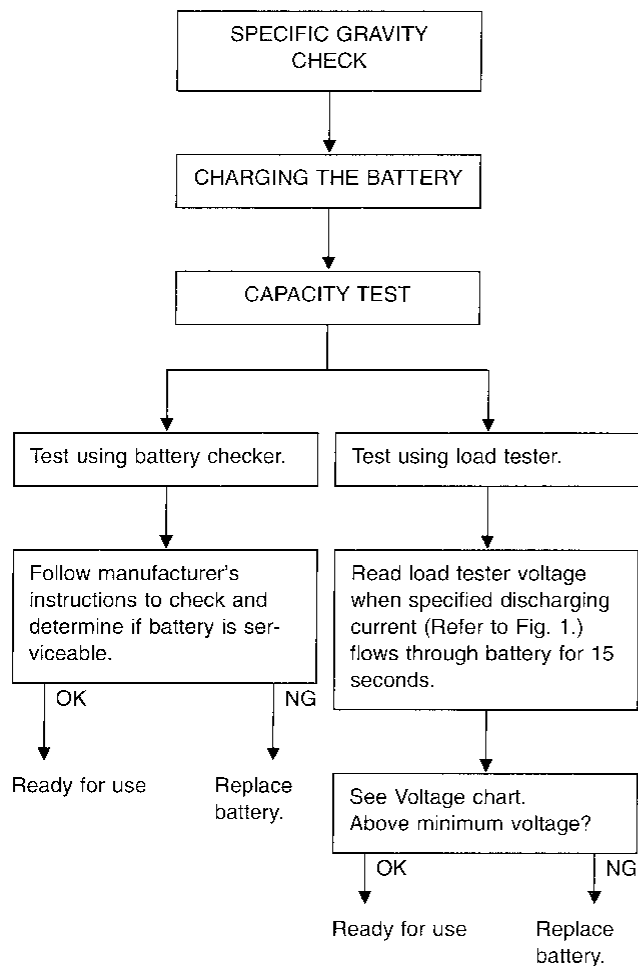 SPECIFIC GRAVITY
CHECK
CHARGING THE BATTERY
CAPACITY TEST
Test using battery checker.
Test using load tester.
Follow manufacturer's
instructions to check and
determine if battery is ser-
viceable.
Read load tester voltage
when specified discharging
current (Refer to Fig. 1.)
flows through battery for 15
seconds.
OK
NG
Ready for use
Replace
battery.
See Voltage chart.
Above minimum voltage?
OK
NG
Ready for use
Replace
battery.